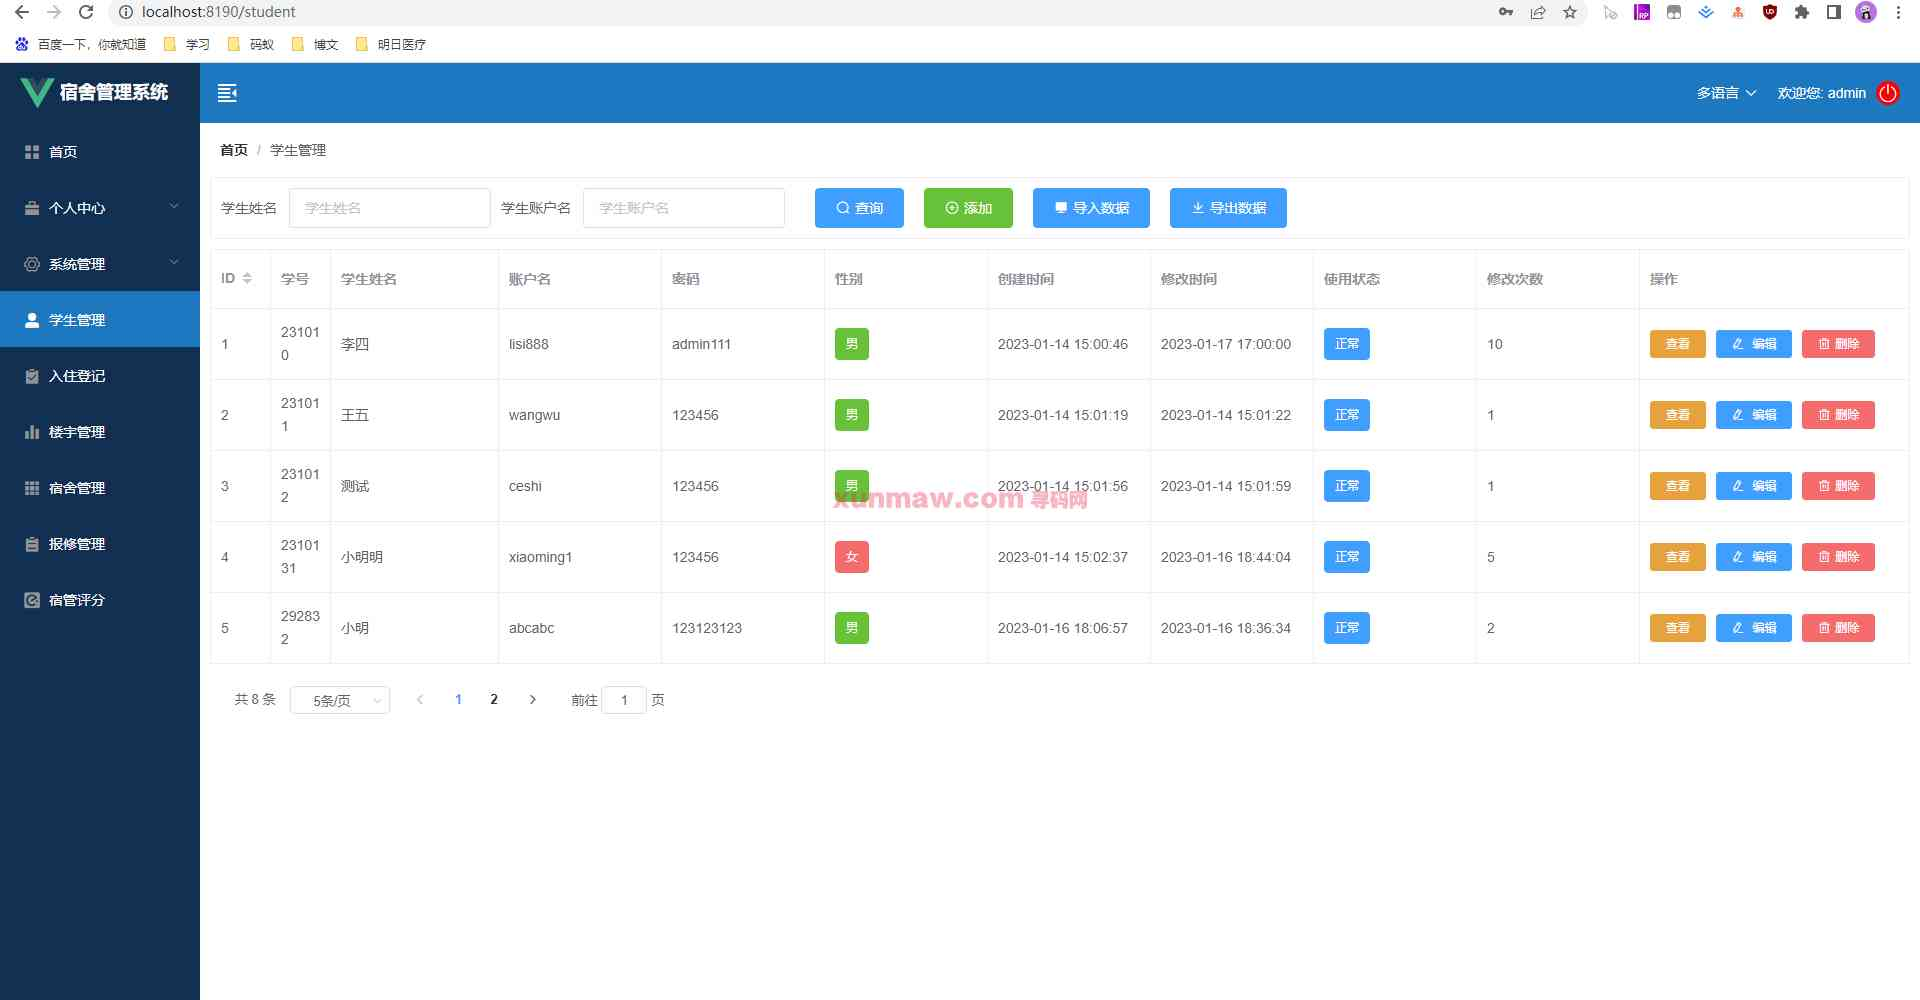 localhost:8190/student
百度一下，你就知道 学习 码蚁 博文 明日医疗
宿舍管理系统
多语言 欢迎您: admin
首页
个人中心
系统管理
学生管理
入住登记
楼宇管理
宿舍管理
报修管理
宿管评分
首页 / 学生管理
学生姓名 学生姓名 学生账户名 学生账户名 查询 添加 导入数据 导出数据
ID 学号 学生姓名 账户名 密码 性别 创建时间 修改时间 使用状态 修改次数 操作
1 231010 李四 lisi888 admin111 男 2023-01-14 15:00:46 2023-01-17 17:00:00 正常 10 查看 编辑 删除
2 231011 王五 wangwu 123456 男 2023-01-14 15:01:19 2023-01-14 15:01:22 正常 1 查看 编辑 删除
3 231012 测试 ceshi 123456 男 2023-01-14 15:01:56 2023-01-14 15:01:59 正常 1 查看 编辑 删除
xunmaw.com 寻码网
4 2310131 小明明 xiaoming1 123456 女 2023-01-14 15:02:37 2023-01-16 18:44:04 正常 5 查看 编辑 删除
5 292832 小明 abcabc 123123123 男 2023-01-16 18:06:57 2023-01-16 18:36:34 正常 2 查看 编辑 删除
共 8 条 5条/页 1 2 前往 1 页